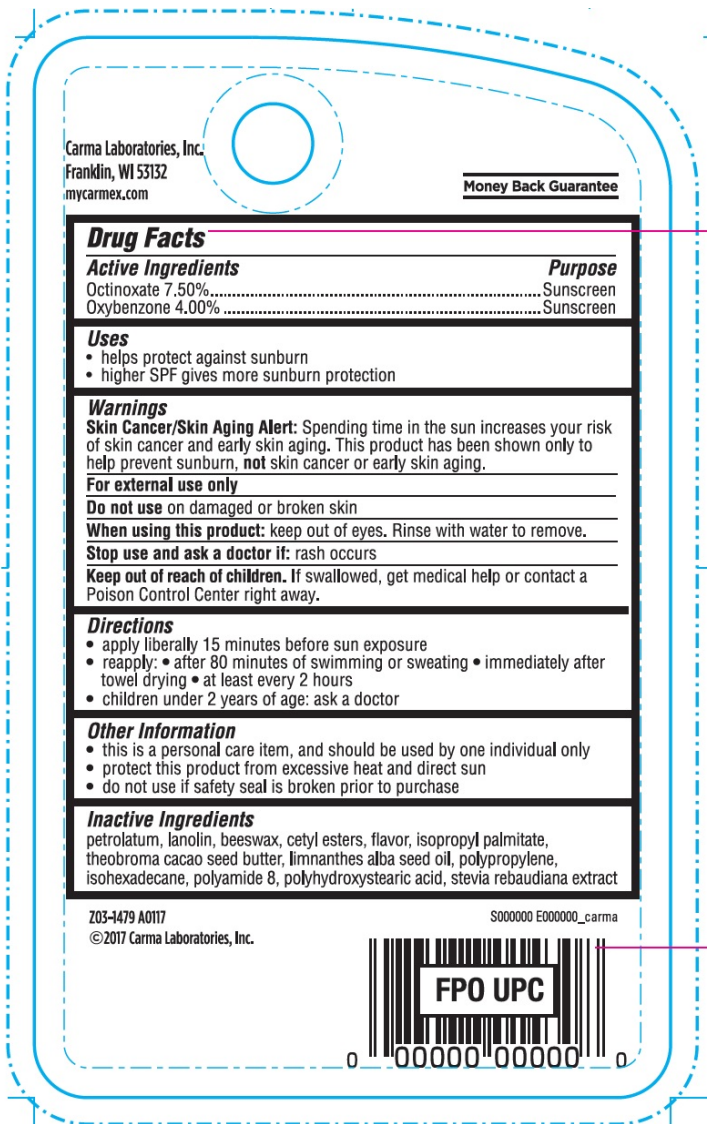 Carma Laboratories, Inc.
Franklin, WI 53132
mycarmex.com
Money Back Guarantee
Drug Facts
Active Ingredients Purpose
Octinoxate 7.50%..........Sunscreen
Oxybenzone 4.00%..........Sunscreen
Uses
• helps protect against sunburn
• higher SPF gives more sunburn protection
Warnings
Skin Cancer/Skin Aging Alert: Spending time in the sun increases your risk
of skin cancer and early skin aging. This product has been shown only to
help prevent sunburn, not skin cancer or early skin aging.
For external use only
Do not use on damaged or broken skin
When using this product: keep out of eyes. Rinse with water to remove.
Stop use and ask a doctor if: rash occurs
Keep out of reach of children. If swallowed, get medical help or contact a
Poison Control Center right away.
Directions
• apply liberally 15 minutes before sun exposure
• reapply: • after 80 minutes of swimming or sweating • immediately after
towel drying • at least every 2 hours
• children under 2 years of age: ask a doctor
Other Information
• this is a personal care item, and should be used by one individual only
• protect this product from excessive heat and direct sun
• do not use if safety seal is broken prior to purchase
Inactive Ingredients
petrolatum, lanolin, beeswax, cetyl esters, flavor, isopropyl palmitate,
theobroma cacao seed butter, limnanthes alba seed oil, polypropylene,
isohexadecane, polyamide 8, polyhydroxystearic acid, stevia rebaudiana extract
Z03-1479 A0117 S000000 E000000_carma
©2017 Carma Laboratories, Inc.
FPO UPC
0 00000 00000 0